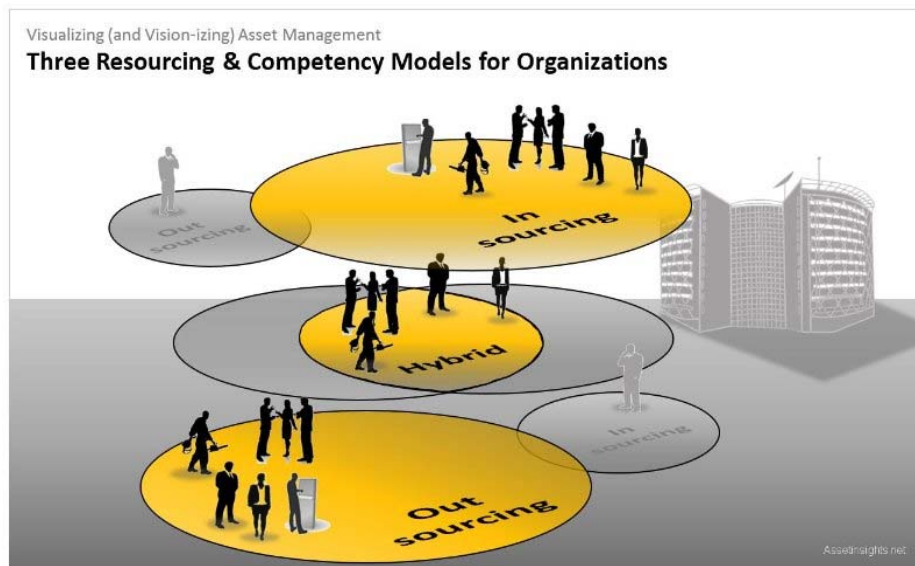 Visualizing (and Vision-izing) Asset Management
Three Resourcing & Competency Models for Organizations
In
sourcing
Out
sourcing
Hybrid
In
sourcing
Out
sourcing
Assetinsights.net